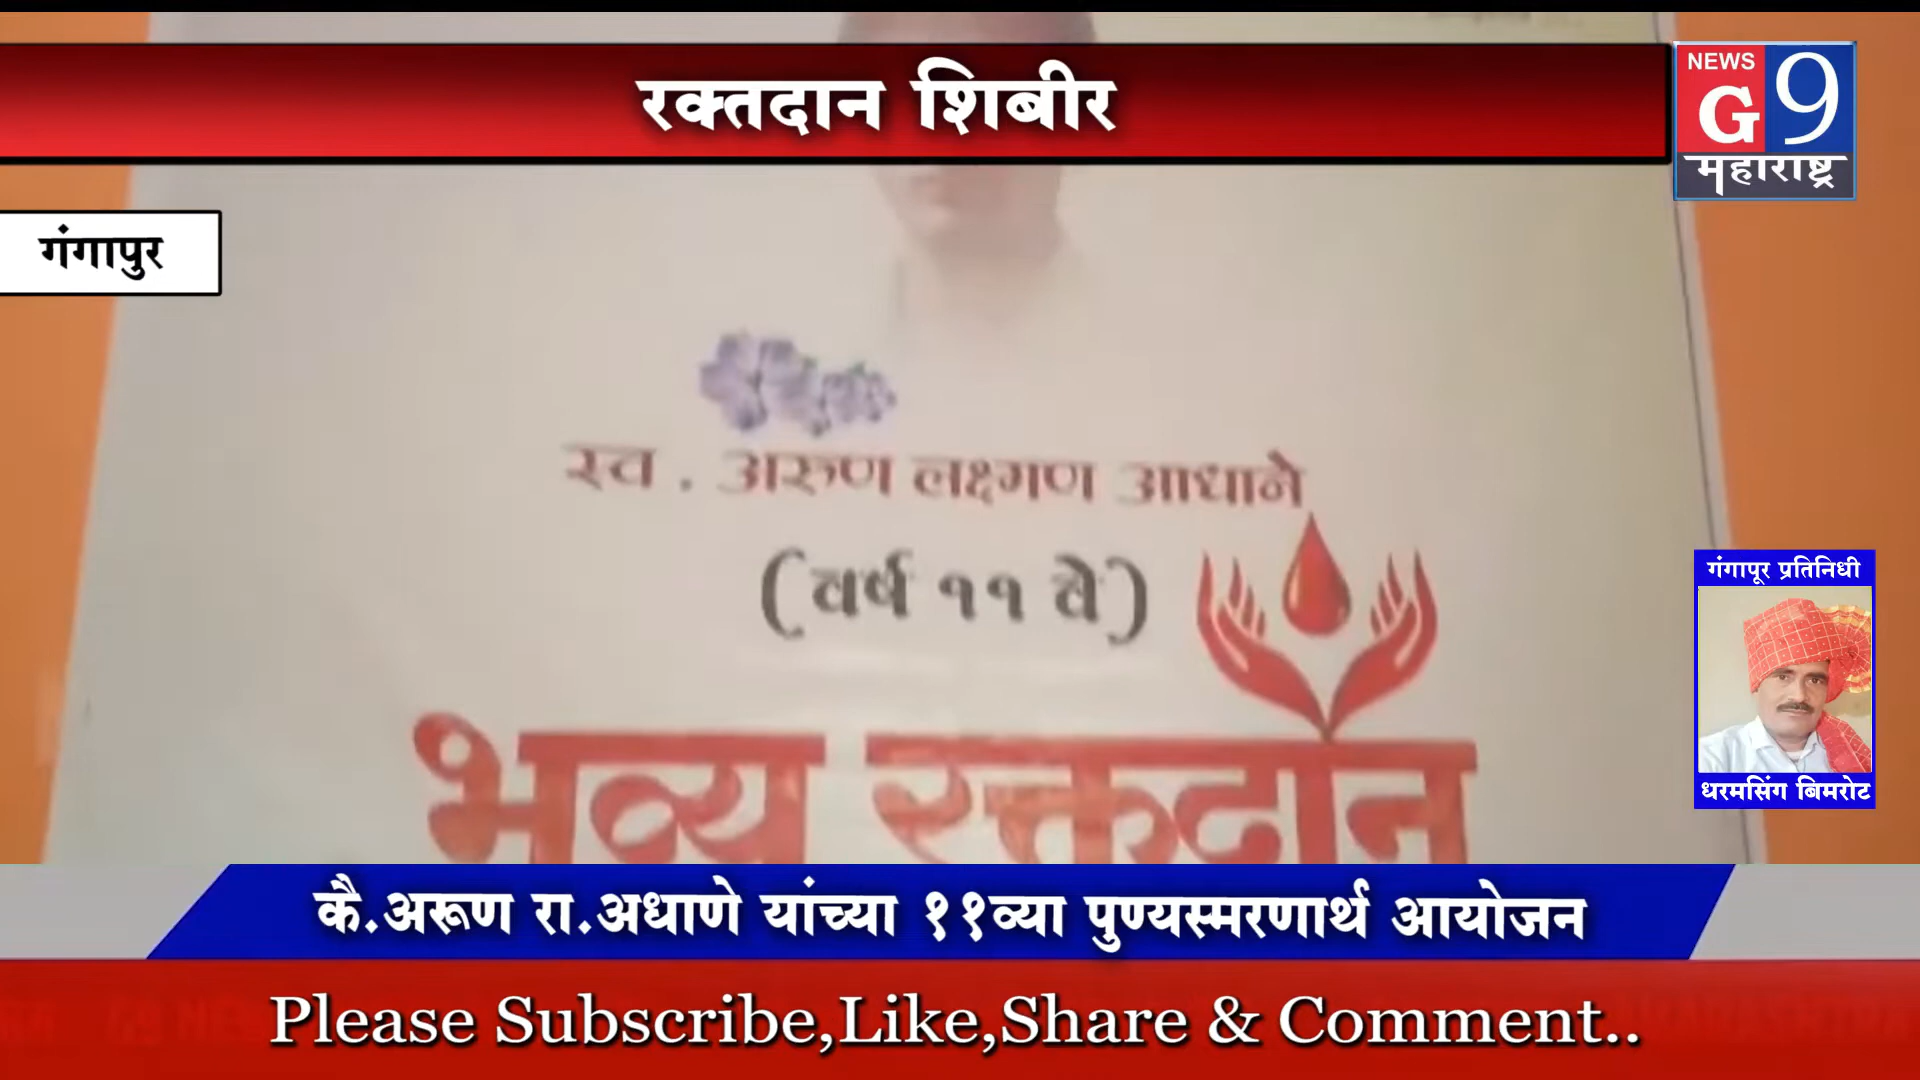 रक्तदान शिबीर
NEWS
G9
महाराष्ट्र
गंगापुर
स्व. अरुण लक्ष्मण आधाने
(वर्ष ११ वे)
गंगापूर प्रतिनिधी
धरमसिंग बिमरोट
भव्य रक्तदान
कै.अरूण रा.अधाणे यांच्या ११व्या पुण्यस्मरणार्थ आयोजन
Please Subscribe,Like,Share & Comment..